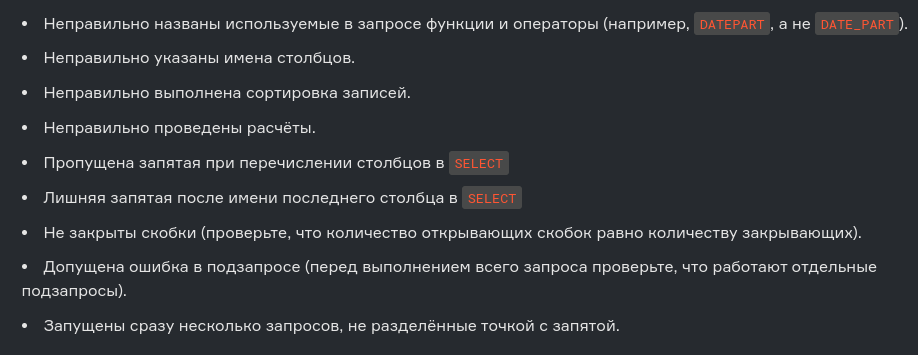 • Неправильно названы используемые в запросе функции и операторы (например, DATEPART, а не DATE_PART).
• Неправильно указаны имена столбцов.
• Неправильно выполнена сортировка записей.
• Неправильно проведены расчёты.
• Пропущена запятая при перечислении столбцов в SELECT
• Лишняя запятая после имени последнего столбца в SELECT
• Не закрыты скобки (проверьте, что количество открывающих скобок равно количеству закрывающих).
• Допущена ошибка в подзапросе (перед выполнением всего запроса проверьте, что работают отдельные
подзапросы).
• Запущены сразу несколько запросов, не разделённые точкой с запятой.